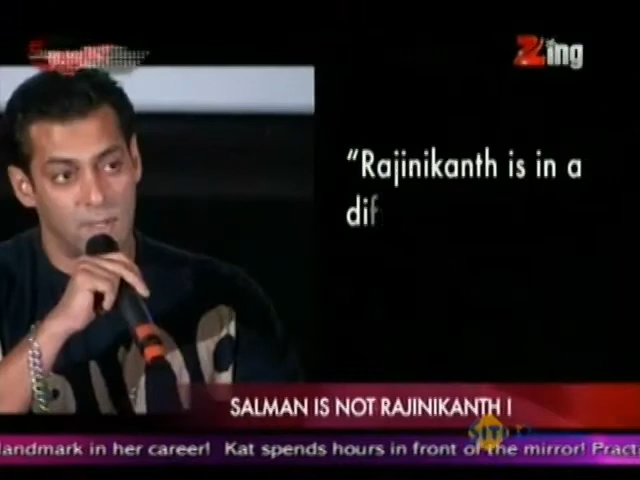 Zing
“Rajinikanth is in a
dif
SALMAN IS NOT RAJINIKANTH !
landmark in her career! Kat spends hours in front of the mirror! Practi